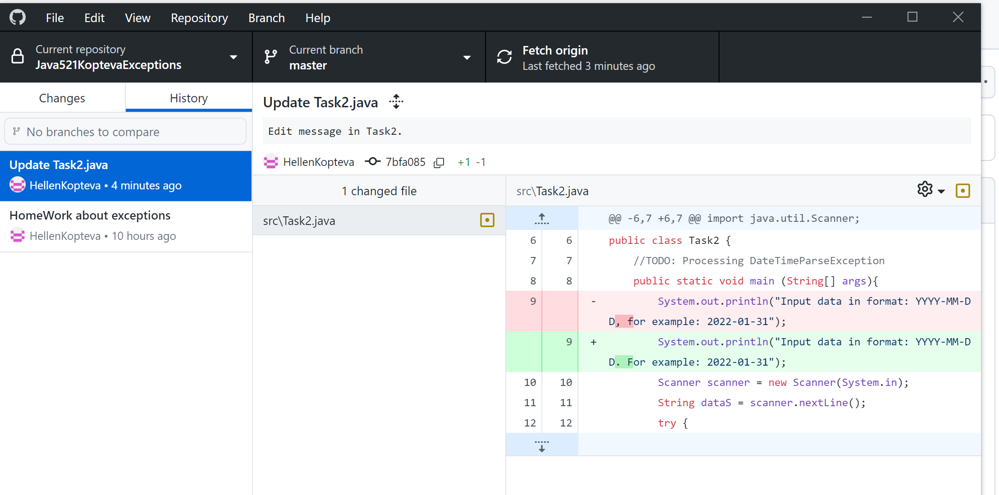 File Edit View Repository Branch Help
Current repository
Java521KoptevaExceptions
Current branch
master
Fetch origin
Last fetched 3 minutes ago
Changes
History
No branches to compare
Update Task2.java
HellenKopteva • 4 minutes ago
HomeWork about exceptions
HellenKopteva • 10 hours ago
Update Task2.java
Edit message in Task2.
HellenKopteva 7bfa085 +1 -1
1 changed file
src\Task2.java
src\Task2.java
@@ -6,7 +6,7 @@ import java.util.Scanner;
6 6 public class Task2 {
7 7 //TODO: Processing DateTimeParseException
8 8 public static void main (String[] args){
9 - System.out.println("Input data in format: YYYY-MM-D
D, for example: 2022-01-31");
9 + System.out.println("Input data in format: YYYY-MM-D
D. For example: 2022-01-31");
10 10 Scanner scanner = new Scanner(System.in);
11 11 String dataS = scanner.nextLine();
12 12 try {